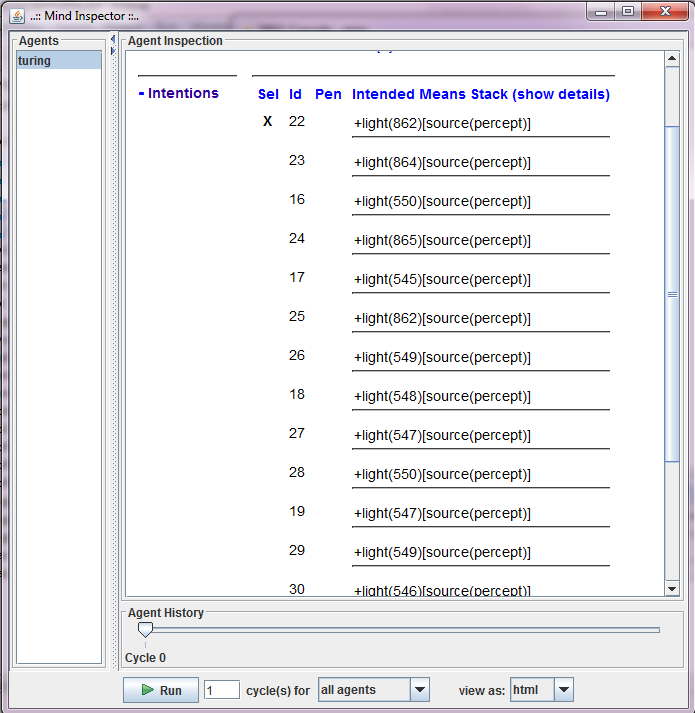 ..:: Mind Inspector ::..
Agents
turing
Agent Inspection
- Intentions Sel Id Pen Intended Means Stack (show details)
X 22 +light(862)[source(percept)]
23 +light(864)[source(percept)]
16 +light(550)[source(percept)]
24 +light(865)[source(percept)]
17 +light(545)[source(percept)]
25 +light(862)[source(percept)]
26 +light(549)[source(percept)]
18 +light(548)[source(percept)]
27 +light(547)[source(percept)]
28 +light(550)[source(percept)]
19 +light(547)[source(percept)]
29 +light(549)[source(percept)]
30 +light(546)[source(percept)]
Agent History
Cycle 0
Run 1 cycle(s) for all agents view as: html